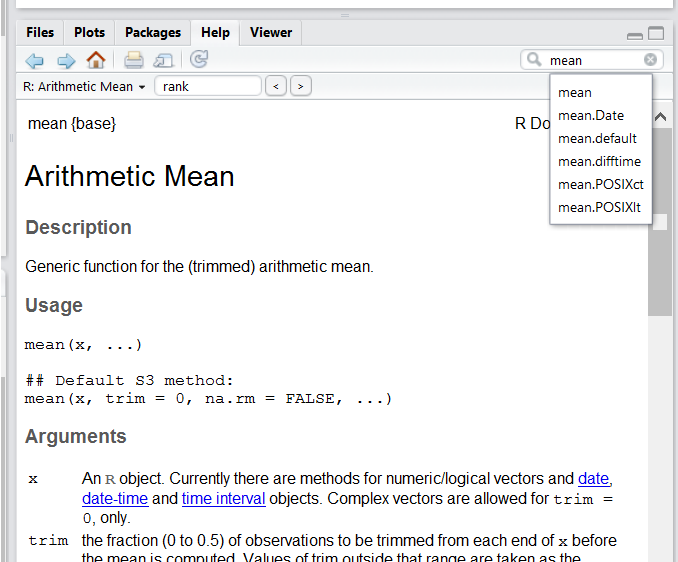 Files Plots Packages Help Viewer
mean
R: Arithmetic Mean rank < >
mean
mean.Date
mean.default
mean.difftime
mean.POSIXct
mean.POSIXlt
mean {base} R Do
Arithmetic Mean
Description
Generic function for the (trimmed) arithmetic mean.
Usage
mean(x, ...)
## Default S3 method:
mean(x, trim = 0, na.rm = FALSE, ...)
Arguments
x An R object. Currently there are methods for numeric/logical vectors and date,
date-time and time interval objects. Complex vectors are allowed for trim =
0, only.
trim the fraction (0 to 0.5) of observations to be trimmed from each end of x before
the mean is computed. Values of trim outside that range are taken as the